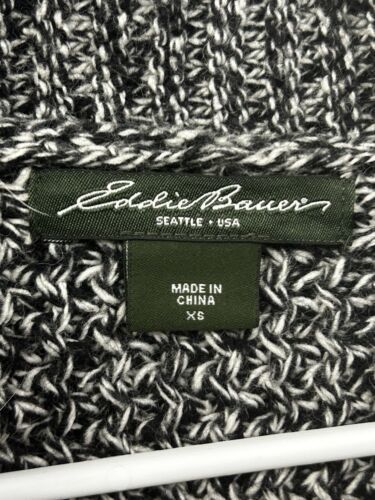 Eddie Bauer
SEATTLE • USA
MADE IN
CHINA
XS